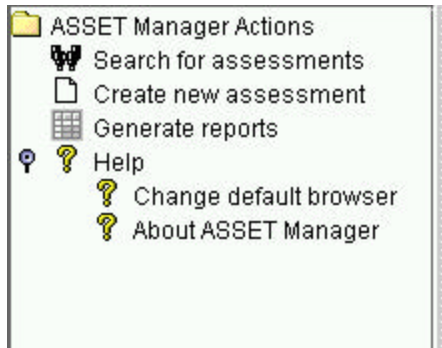 ASSET Manager Actions
Search for assessments
Create new assessment
Generate reports
Help
Change default browser
About ASSET Manager